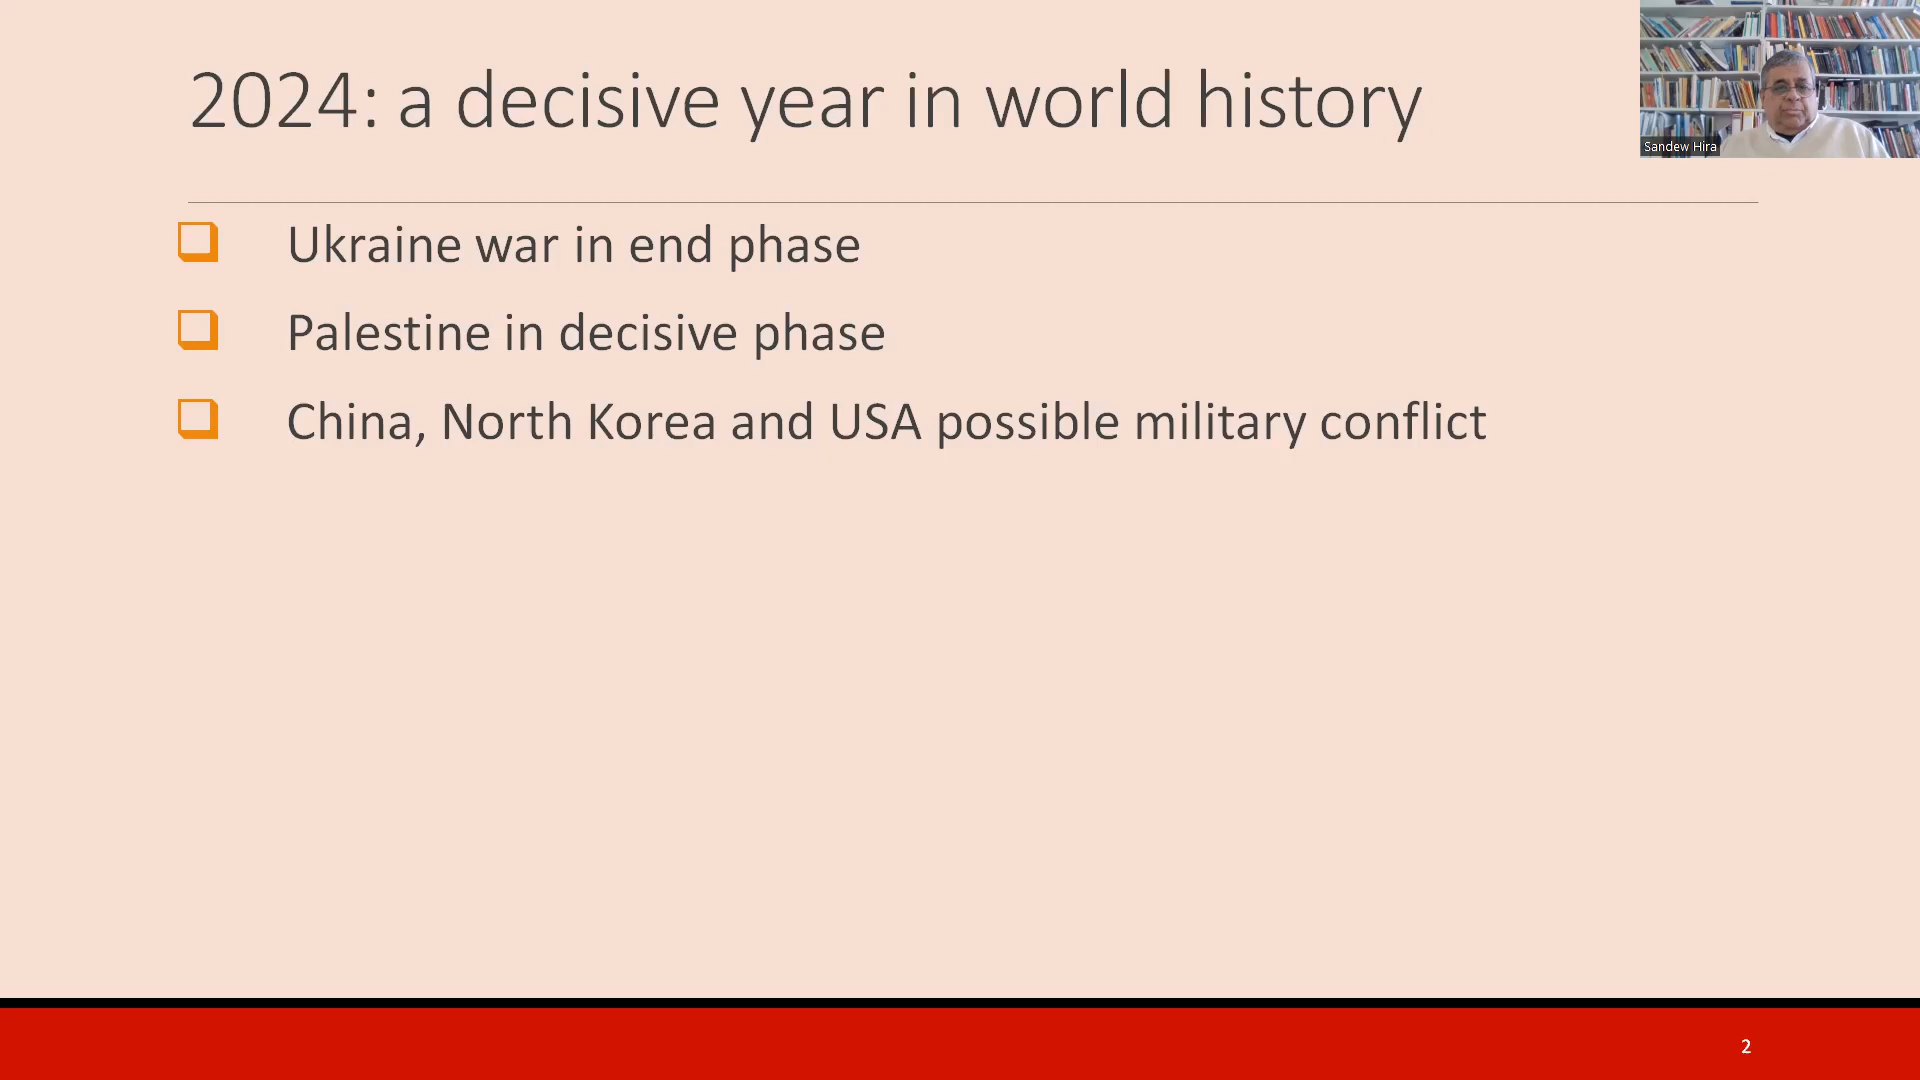 2024: a decisive year in world history
Sandew Hira
Ukraine war in end phase
Palestine in decisive phase
China, North Korea and USA possible military conflict
2